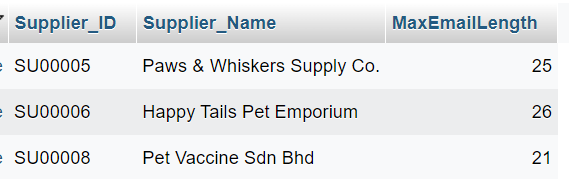 Supplier_ID Supplier_Name MaxEmailLength
SU00005 Paws & Whiskers Supply Co. 25
SU00006 Happy Tails Pet Emporium 26
SU00008 Pet Vaccine Sdn Bhd 21